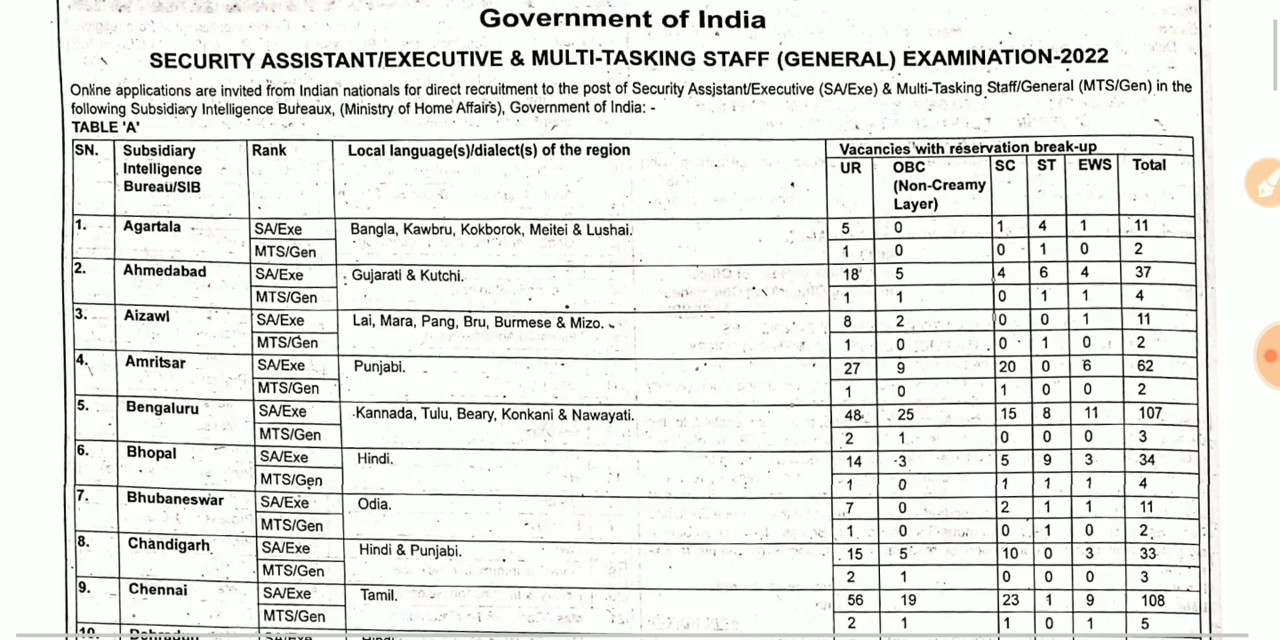 Government of India
SECURITY ASSISTANT/EXECUTIVE & MULTI-TASKING STAFF (GENERAL) EXAMINATION-2022
Online applications are invited from Indian nationals for direct recruitment to the post of Security Assistant/Executive (SA/Exe) & Multi-Tasking Staff/General (MTS/Gen) in the
following Subsidiary Intelligence Bureaux, (Ministry of Home Affairs), Government of India: -
TABLE 'A'
SN. Subsidiary Intelligence Bureau/SIB Rank Local language(s)/dialect(s) of the region Vacancies with reservation break-up
UR OBC (Non-Creamy Layer) SC ST EWS Total
1. Agartala SA/Exe Bangla, Kawbru, Kokborok, Meitei & Lushai. 5 0 1 4 1 11
MTS/Gen 1 0 0 1 0 2
2. Ahmedabad SA/Exe Gujarati & Kutchi. 18 5 4 6 4 37
MTS/Gen 1 1 0 1 1 4
3. Aizawl SA/Exe Lai, Mara, Pang, Bru, Burmese & Mizo. 8 2 0 0 1 11
MTS/Gen 1 0 0 1 0 2
4. Amritsar SA/Exe Punjabi. 27 9 20 0 6 62
MTS/Gen 1 0 1 0 0 2
5. Bengaluru SA/Exe Kannada, Tulu, Beary, Konkani & Nawayati. 48 25 15 8 11 107
MTS/Gen 2 1 0 0 0 3
6. Bhopal SA/Exe Hindi. 14 3 5 9 3 34
MTS/Gen 1 0 1 1 1 4
7. Bhubaneswar SA/Exe Odia. 7 0 2 1 1 11
MTS/Gen 1 0 0 1 0 2
8. Chandigarh SA/Exe Hindi & Punjabi. 15 5 10 0 3 33
MTS/Gen 2 1 0 0 0 3
9. Chennai SA/Exe Tamil. 56 19 23 1 9 108
MTS/Gen 2 1 1 0 1 5